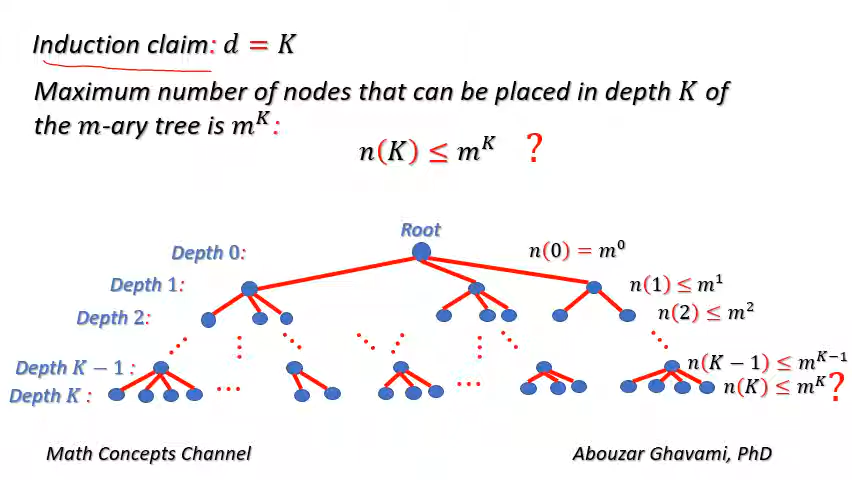 Induction claim: d = K
Maximum number of nodes that can be placed in depth K of
the m-ary tree is m^K:
n(K) ≤ m^K ?
Root
Depth 0: n(0) = m^0
Depth 1: n(1) ≤ m^1
Depth 2: n(2) ≤ m^2
Depth K − 1 : n(K − 1) ≤ m^{K−1}
Depth K : n(K) ≤ m^K ?
Math Concepts Channel Abouzar Ghavami, PhD